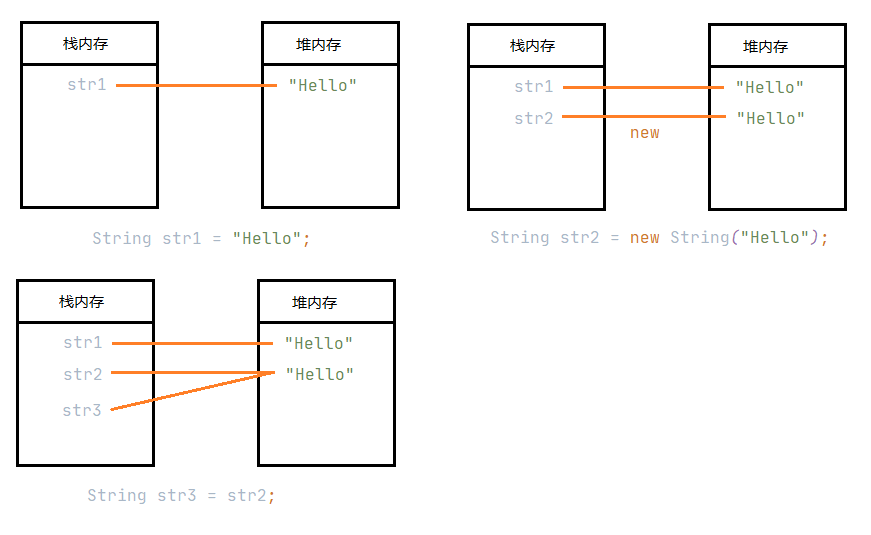 栈内存 堆内存
str1 "Hello"
String str1 = "Hello";
栈内存 堆内存
str1 "Hello"
str2 "Hello"
new
String str2 = new String("Hello");
栈内存 堆内存
str1 "Hello"
str2 "Hello"
str3
String str3 = str2;